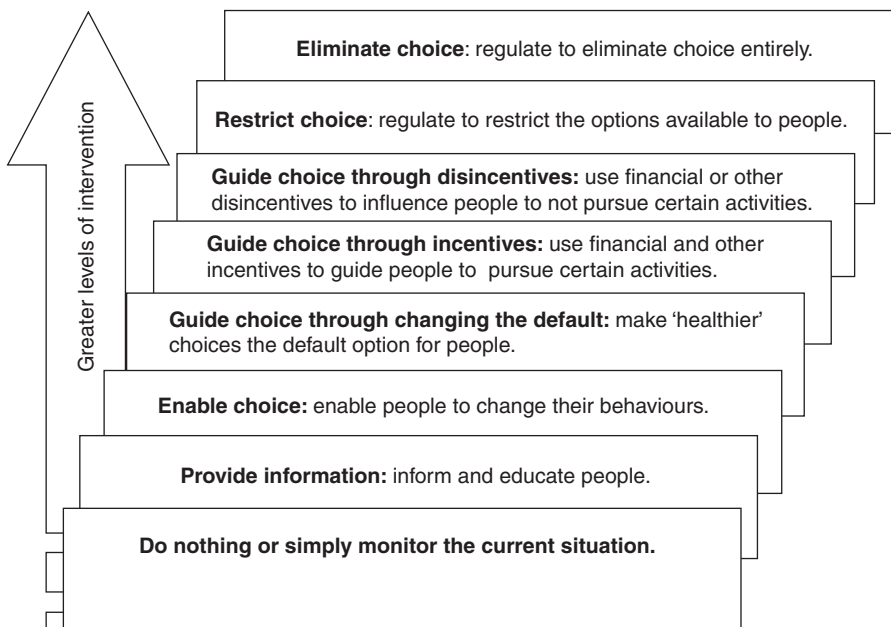 Eliminate choice: regulate to eliminate choice entirely.
Restrict choice: regulate to restrict the options available to people.
Guide choice through disincentives: use financial or other
disincentives to influence people to not pursue certain activities.
Guide choice through incentives: use financial and other
incentives to guide people to pursue certain activities.
Guide choice through changing the default: make ‘healthier’
choices the default option for people.
Enable choice: enable people to change their behaviours.
Provide information: inform and educate people.
Do nothing or simply monitor the current situation.
Greater levels of intervention